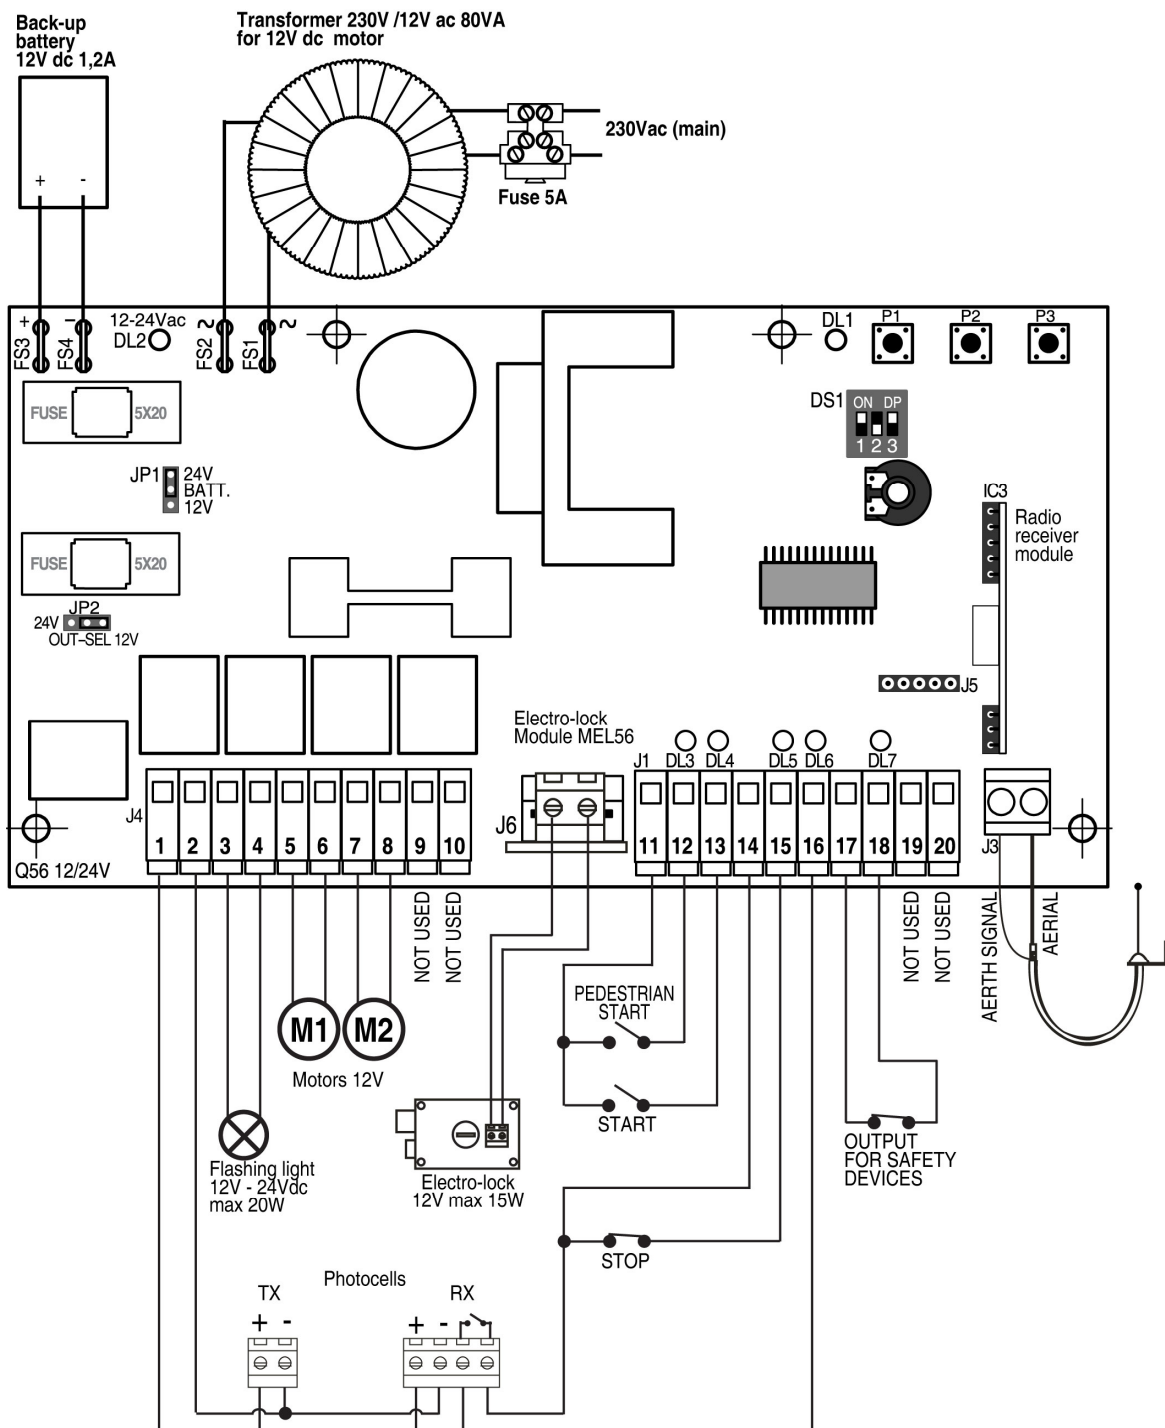 Back-up
battery
12V dc 1,2A
Transformer 230V /12V ac 80VA
for 12V dc motor
230Vac (main)
Fuse 5A
+ -
+ FS3
− FS4
12-24Vac
DL2
~ FS2
FS1 ~
DL1
P1 P2 P3
DS1
ON DP
1 2 3
FUSE 5X20
JP1
24V
BATT.
12V
IC3
Radio
receiver
module
FUSE 5X20
JP2
24V
OUT-SEL 12V
J5
Electro-lock
Module MEL56
J1 DL3 DL4 DL5 DL6 DL7
J4
J6
J3
1 2 3 4 5 6 7 8 9 10
11 12 13 14 15 16 17 18 19 20
Q56 12/24V
NOT USED
NOT USED
NOT USED
NOT USED
AERTH SIGNAL
AERIAL
PEDESTRIAN
START
M1 M2
Motors 12V
START
OUTPUT
FOR SAFETY
DEVICES
Flashing light
12V - 24Vdc
max 20W
Electro-lock
12V max 15W
STOP
Photocells
TX RX
+ - + -